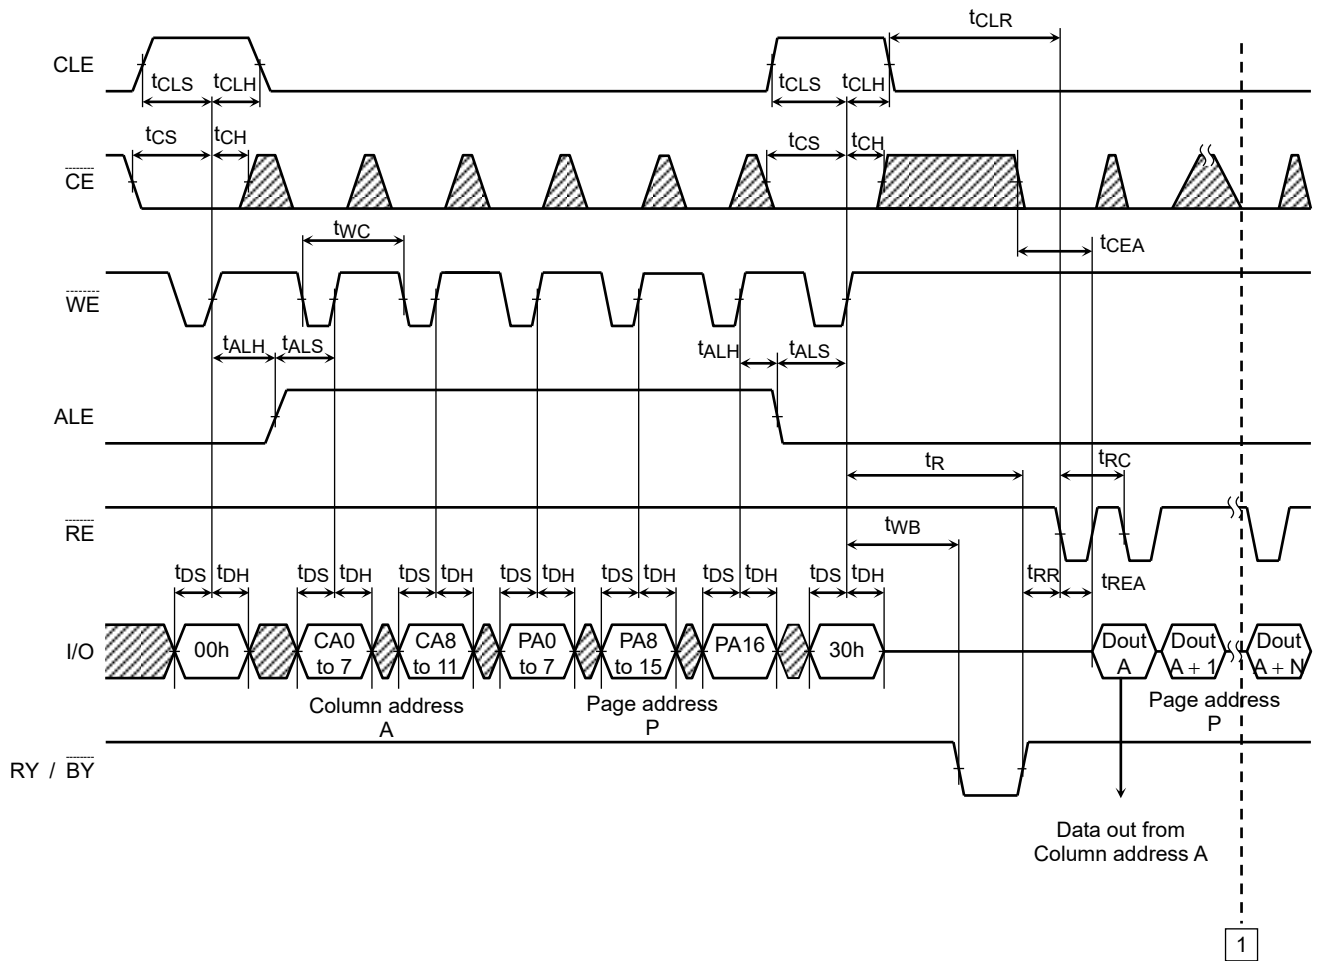 tCLR
CLE
tCLS tCLH tCLS tCLH
tCS tCH tCS tCH
CE
tWC tCEA
WE
tALH tALS tALH tALS
ALE
tR tRC
RE
tWB
tDS tDH tDS tDH tDS tDH tDS tDH tDS tDH tDS tDH tDS tDH tRR tREA
I/O 00h CA0 to 7 CA8 to 11 PA0 to 7 PA8 to 15 PA16 30h Dout A Dout A + 1 Dout A + N
Column address A
Page address P
Page address P
RY / BY
Data out from
Column address A
1